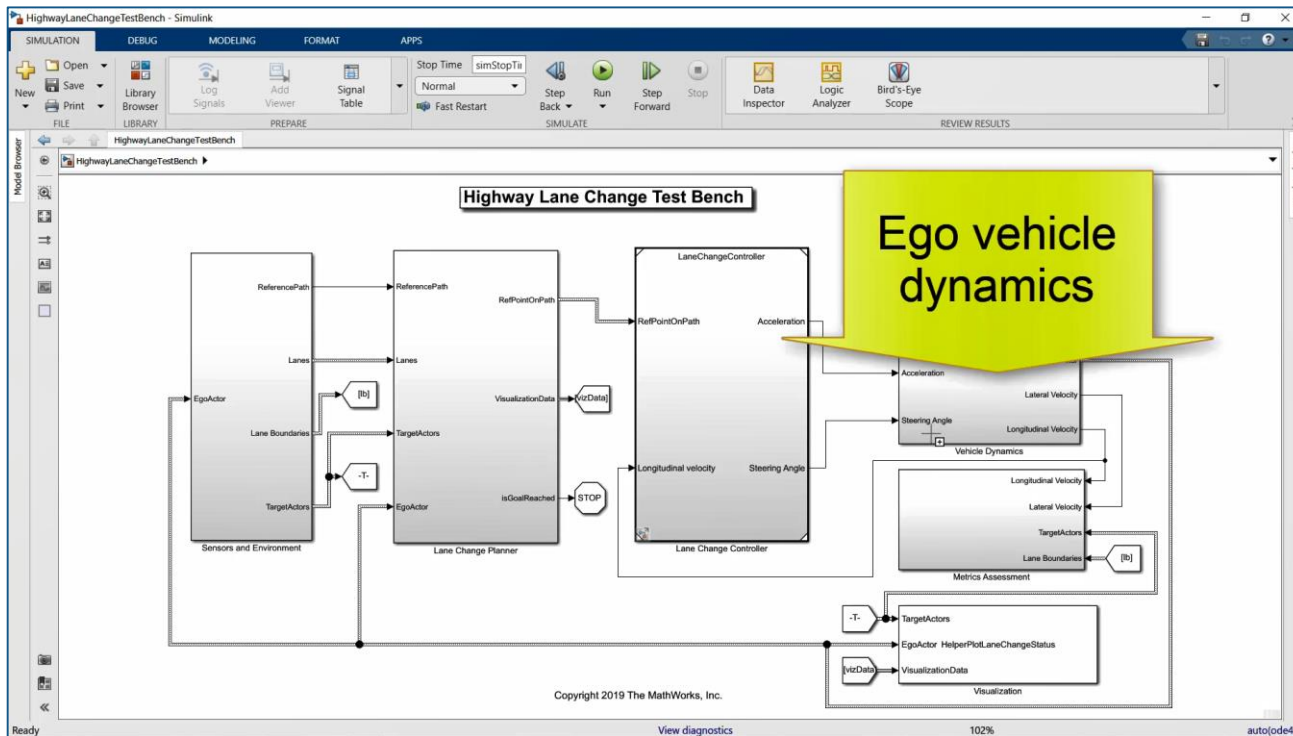 HighwayLaneChangeTestBench - Simulink
SIMULATION DEBUG MODELING FORMAT APPS
New
Open
Save
Print
FILE
Library
Browser
LIBRARY
Log
Signals
Add
Viewer
Signal
Table
PREPARE
Stop Time simStopTi
Normal
Fast Restart
Step
Back
Run
Step
Forward
Stop
SIMULATE
Data
Inspector
Logic
Analyzer
Bird's-Eye
Scope
REVIEW RESULTS
Model Browser
HighwayLaneChangeTestBench
HighwayLaneChangeTestBench
Highway Lane Change Test Bench
Ego vehicle
dynamics
EgoActor
ReferencePath
Lanes
Lane Boundaries
TargetActors
Sensors and Environment
[lb]
-T-
ReferencePath
Lanes
TargetActors
EgoActor
RefPointOnPath
VisualizationData
isGoalReached
Lane Change Planner
[vizData]
STOP
LaneChangeController
RefPointOnPath
Longitudinal velocity
Acceleration
Steering Angle
Lane Change Controller
Acceleration
Steering Angle
Lateral Velocity
Longitudinal Velocity
Vehicle Dynamics
Longitudinal Velocity
Lateral Velocity
TargetActors
Lane Boundaries
[lb]
Metrics Assessment
-T-
TargetActors
EgoActor HelperPlotLaneChangeStatus
[vizData]
VisualizationData
Visualization
Copyright 2019 The MathWorks, Inc.
Ready
View diagnostics
102%
auto(ode4